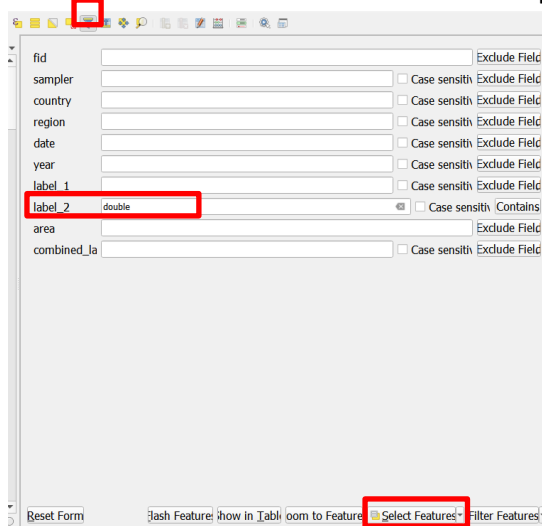 fid Exclude Field
sampler Case sensitiv Exclude Field
country Case sensitiv Exclude Field
region Case sensitiv Exclude Field
date Case sensitiv Exclude Field
year Case sensitiv Exclude Field
label_1 Case sensitiv Exclude Field
label_2 double Case sensitiv Contains
area Exclude Field
combined_la Case sensitiv Exclude Field
Reset Form Flash Features Show in Tabl oom to Feature Select Features Filter Features